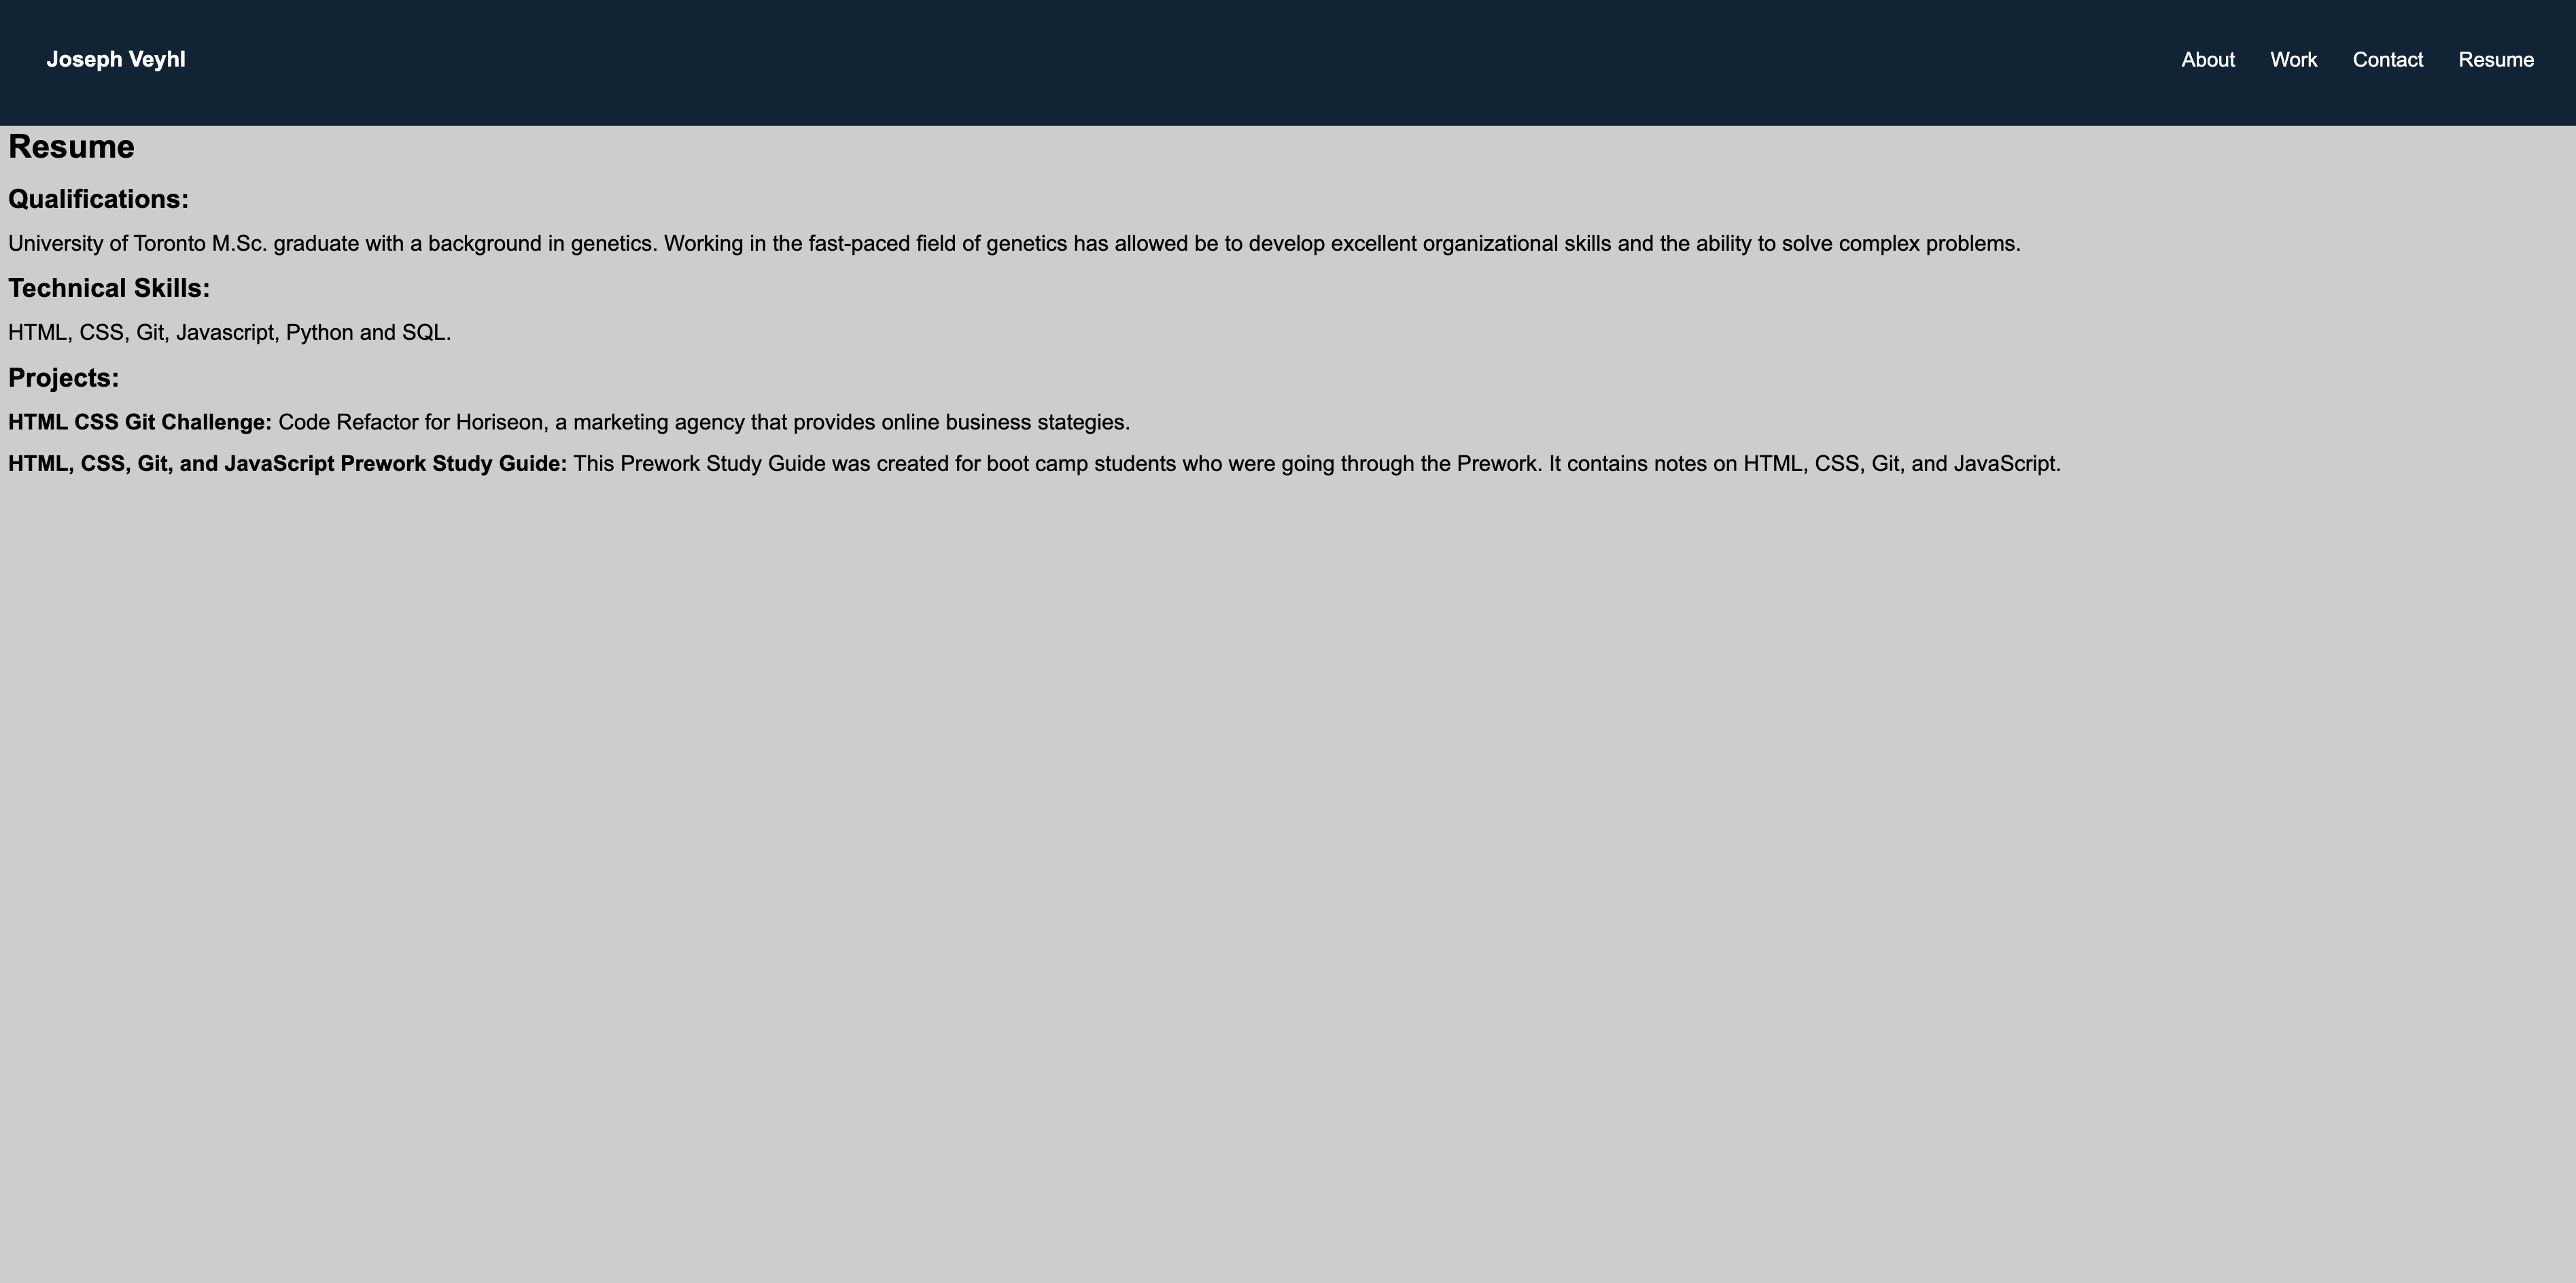 Joseph Veyhl
About Work Contact Resume
Resume
Qualifications:
University of Toronto M.Sc. graduate with a background in genetics. Working in the fast-paced field of genetics has allowed be to develop excellent organizational skills and the ability to solve complex problems.
Technical Skills:
HTML, CSS, Git, Javascript, Python and SQL.
Projects:
HTML CSS Git Challenge: Code Refactor for Horiseon, a marketing agency that provides online business stategies.
HTML, CSS, Git, and JavaScript Prework Study Guide: This Prework Study Guide was created for boot camp students who were going through the Prework. It contains notes on HTML, CSS, Git, and JavaScript.